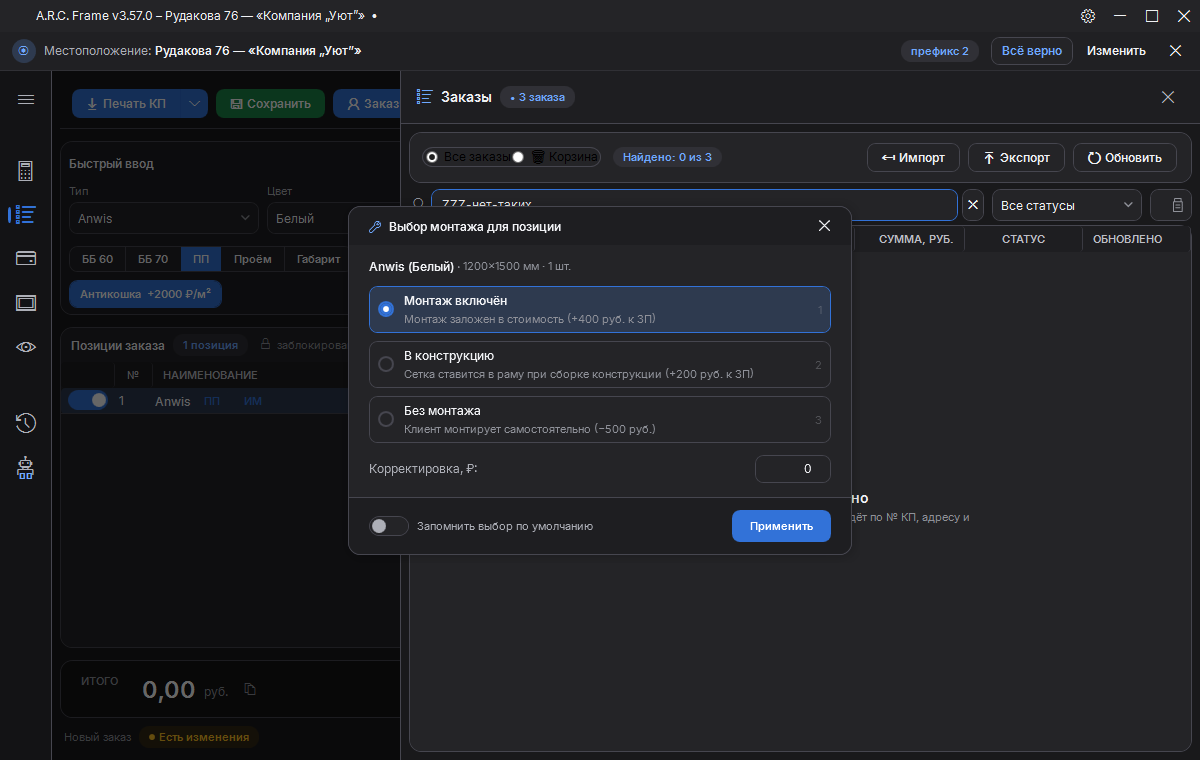 A.R.C. Frame v3.57.0 – Рудакова 76 — «Компания „Уют"» •
Местоположение: Рудакова 76 — «Компания „Уют"»
префикс 2
Всё верно
Изменить
Печать КП
Сохранить
Заказ
Заказы
• 3 заказа
Быстрый ввод
Все заказы
Корзина
Найдено: 0 из 3
Импорт
Экспорт
Обновить
Тип
Цвет
Anwis
Белый
ZZZ-нет-таких
Все статусы
СУММА, РУБ.
СТАТУС
ОБНОВЛЕНО
ББ 60
ББ 70
ПП
Проём
Габарит
Антикошка +2000 ₽/м²
Выбор монтажа для позиции
Anwis (Белый) · 1200×1500 мм · 1 шт.
Монтаж включён
Монтаж заложен в стоимость (+400 руб. к ЗП)
1
В конструкцию
Сетка ставится в раму при сборке конструкции (+200 руб. к ЗП)
2
Без монтажа
Клиент монтирует самостоятельно (−500 руб.)
3
Корректировка, ₽:
0
Запомнить выбор по умолчанию
Применить
Позиции заказа
1 позиция
№
НАИМЕНОВАНИЕ
1
Anwis
ПП
ИМ
по № КП, адресу и
ИТОГО
0,00 руб.
Новый заказ
• Есть изменения